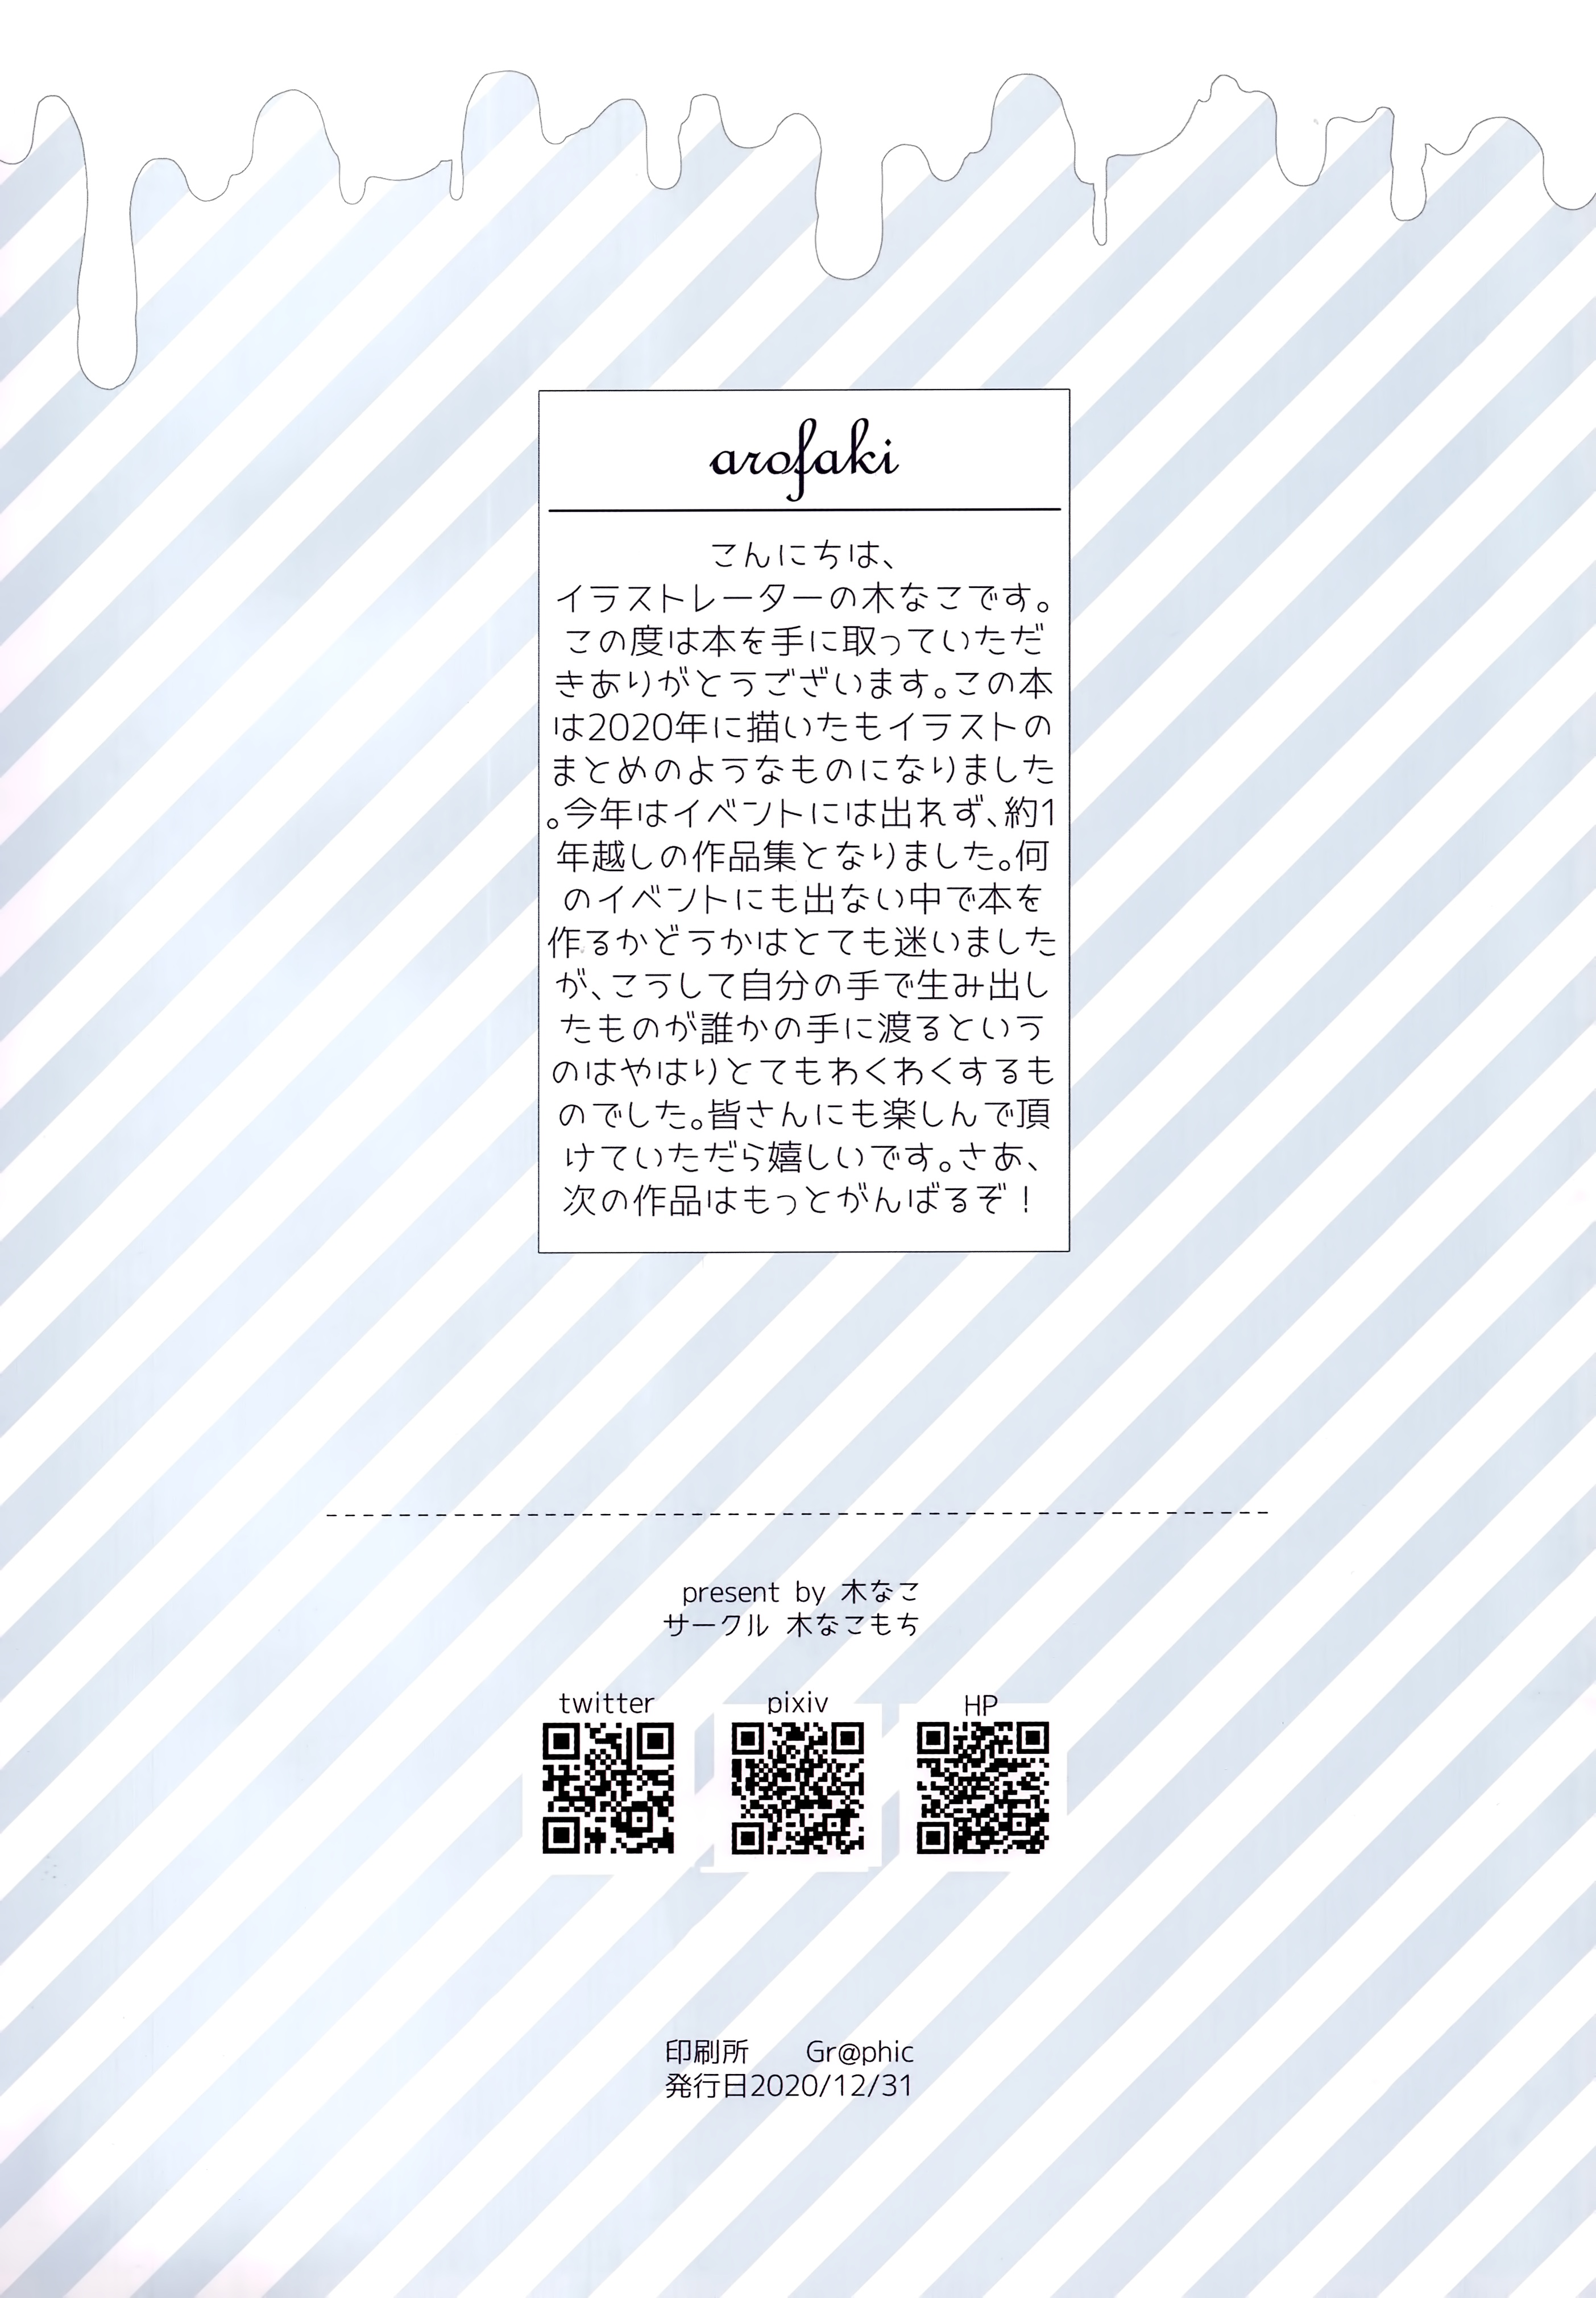 arofaki
こんにちは、
イラストレーターの木なこです。
この度は本を手に取っていただ
きありがとうございます。この本
は2020年に描いたもイラストの
まとめのようなものになりました
。今年はイベントには出れず、約1
年越しの作品集となりました。何
のイベントにも出ない中で本を
作るかどうかはとても迷いました
が、こうして自分の手で生み出し
たものが誰かの手に渡るという
のはやはりとてもわくわくするも
のでした。皆さんにも楽しんで頂
けていただら嬉しいです。さあ、
次の作品はもっとがんばるぞ！
present by 木なこ
サークル 木なこもち
twitter pixiv HP
印刷所 Gr@phic
発行日2020/12/31